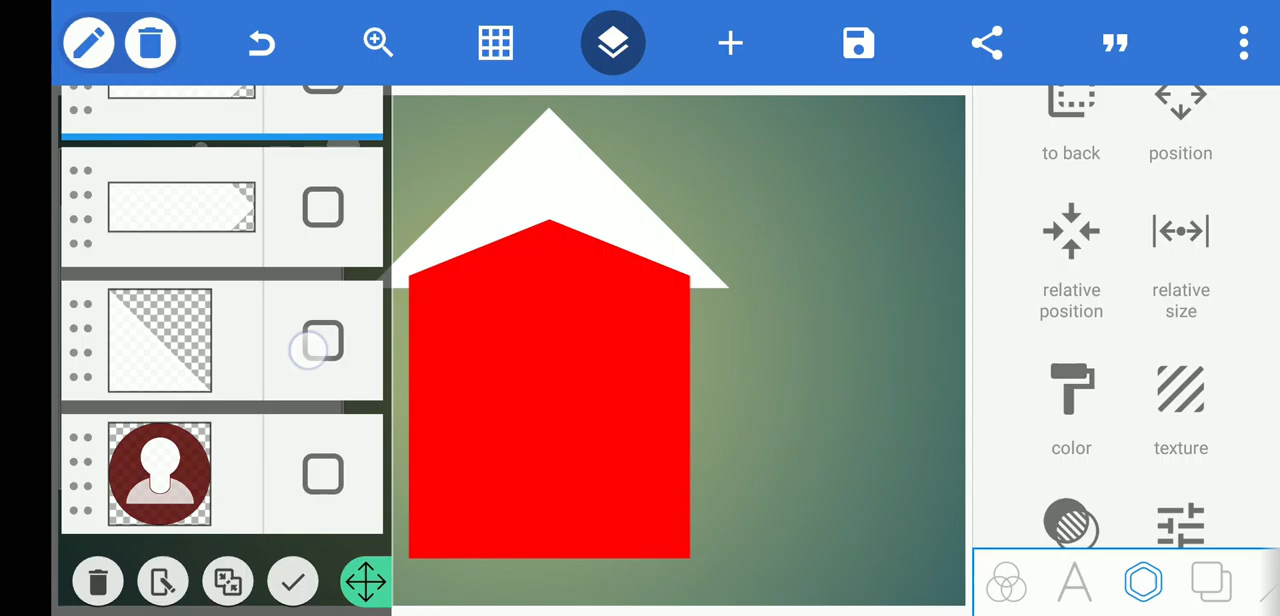 to back
position
relative
position
relative
size
color
texture